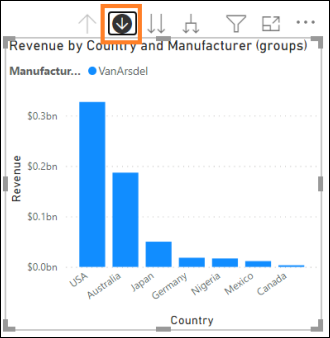 Revenue by Country and Manufacturer (groups)
Manufactur... VanArsdel
$0.3bn
$0.2bn
$0.1bn
$0.0bn
Revenue
USA
Australia
Japan
Germany
Nigeria
Mexico
Canada
Country